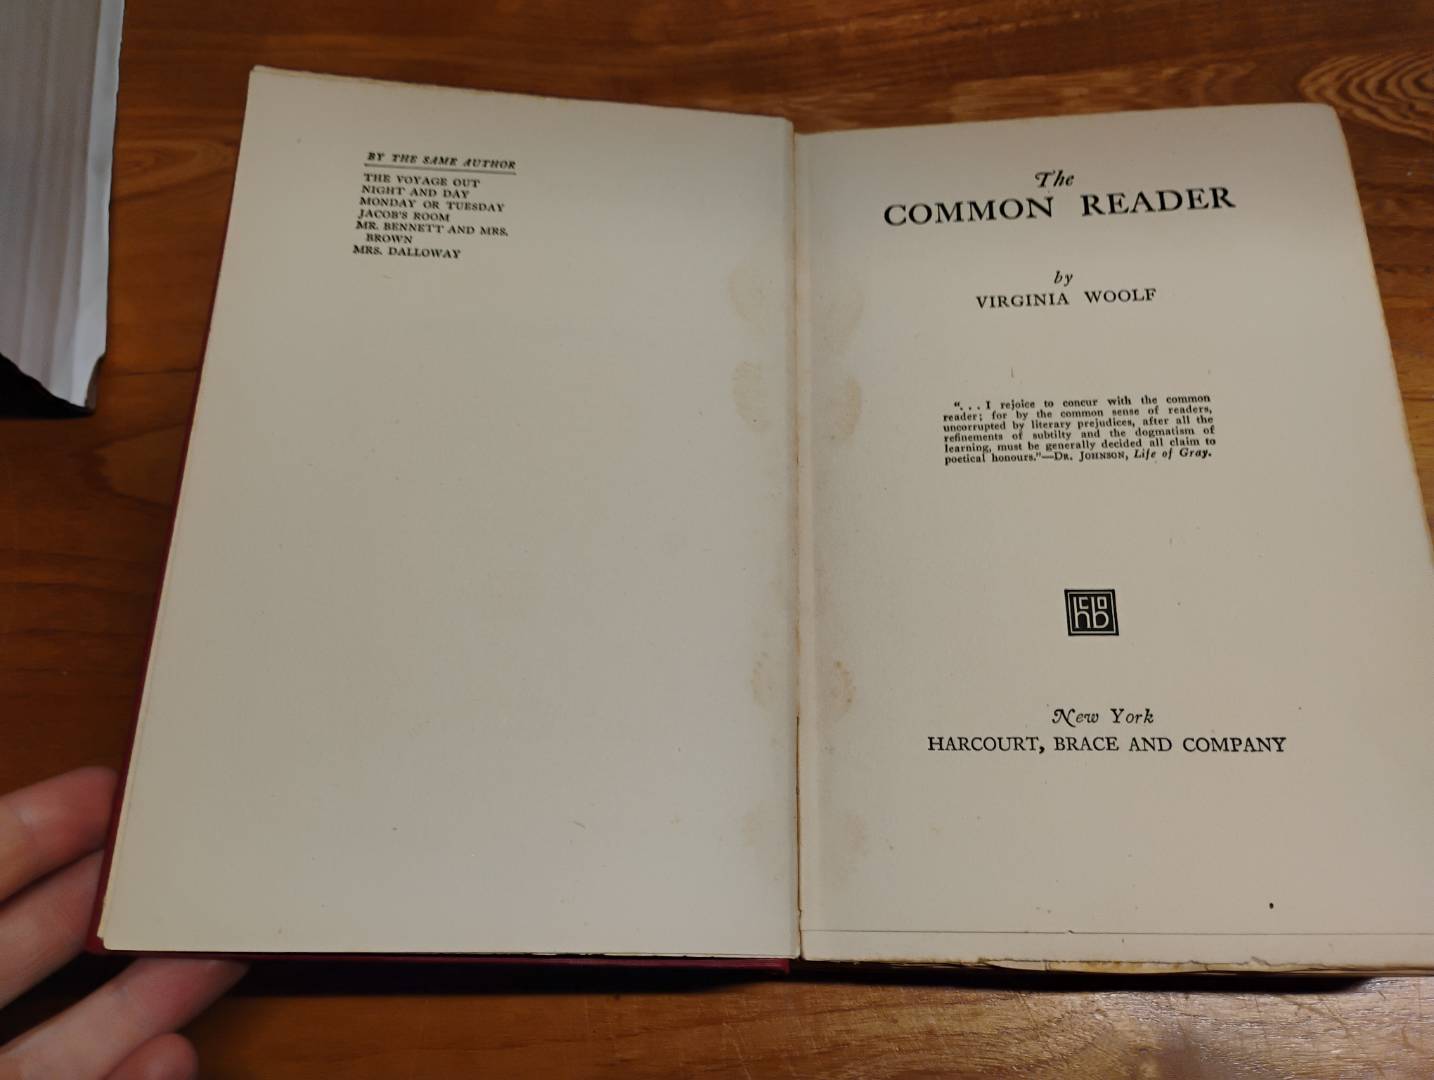 BY THE SAME AUTHOR
THE VOYAGE OUT
NIGHT AND DAY
MONDAY OR TUESDAY
JACOB'S ROOM
MR. BENNETT AND MRS.
BROWN
MRS. DALLOWAY
The
COMMON READER
by
VIRGINIA WOOLF
". . . I rejoice to concur with the common
reader; for by the common sense of readers,
uncorrupted by literary prejudices, after all the
refinements of subtilty and the dogmatism of
learning, must be generally decided all claim to
poetical honours."—DR. JOHNSON, Life of Gray.
hcbo
New York
HARCOURT, BRACE AND COMPANY